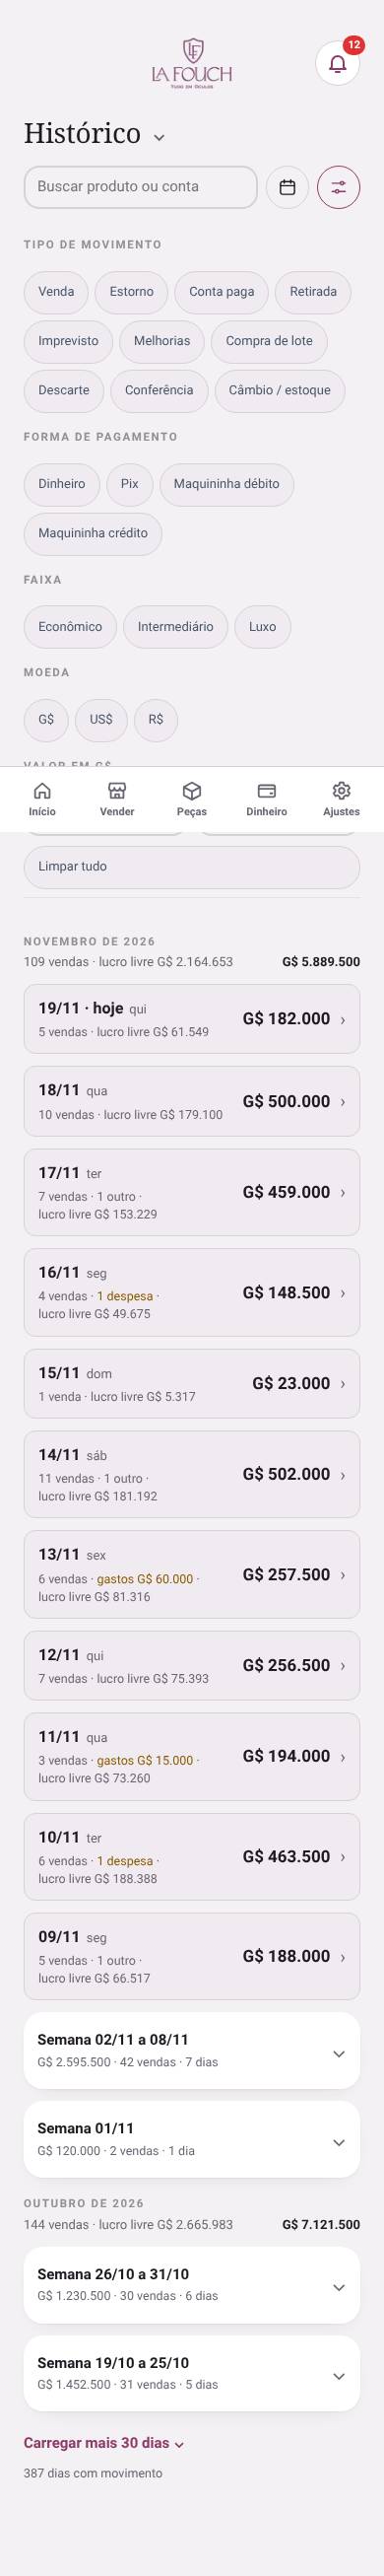 LF
LA FOUCH
TUDO EM ÓCULOS
12
Histórico
Buscar produto ou conta
TIPO DE MOVIMENTO
Venda Estorno Conta paga Retirada
Imprevisto Melhorias Compra de lote
Descarte Conferência Câmbio / estoque
FORMA DE PAGAMENTO
Dinheiro Pix Maquininha débito
Maquininha crédito
FAIXA
Econômico Intermediário Luxo
MOEDA
G$ US$ R$
VALOR EM G$
Início Vender Peças Dinheiro Ajustes
Limpar tudo
NOVEMBRO DE 2026
109 vendas · lucro livre G$ 2.164.653 G$ 5.889.500
19/11 · hoje qui
5 vendas · lucro livre G$ 61.549
G$ 182.000 ›
18/11 qua
10 vendas · lucro livre G$ 179.100
G$ 500.000 ›
17/11 ter
7 vendas · 1 outro ·
lucro livre G$ 153.229
G$ 459.000 ›
16/11 seg
4 vendas · 1 despesa ·
lucro livre G$ 49.675
G$ 148.500 ›
15/11 dom
1 venda · lucro livre G$ 5.317
G$ 23.000 ›
14/11 sáb
11 vendas · 1 outro ·
lucro livre G$ 181.192
G$ 502.000 ›
13/11 sex
6 vendas · gastos G$ 60.000 ·
lucro livre G$ 81.316
G$ 257.500 ›
12/11 qui
7 vendas · lucro livre G$ 75.393
G$ 256.500 ›
11/11 qua
3 vendas · gastos G$ 15.000 ·
lucro livre G$ 73.260
G$ 194.000 ›
10/11 ter
6 vendas · 1 despesa ·
lucro livre G$ 188.388
G$ 463.500 ›
09/11 seg
5 vendas · 1 outro ·
lucro livre G$ 66.517
G$ 188.000 ›
Semana 02/11 a 08/11
G$ 2.595.500 · 42 vendas · 7 dias
Semana 01/11
G$ 120.000 · 2 vendas · 1 dia
OUTUBRO DE 2026
144 vendas · lucro livre G$ 2.665.983 G$ 7.121.500
Semana 26/10 a 31/10
G$ 1.230.500 · 30 vendas · 6 dias
Semana 19/10 a 25/10
G$ 1.452.500 · 31 vendas · 5 dias
Carregar mais 30 dias
387 dias com movimento